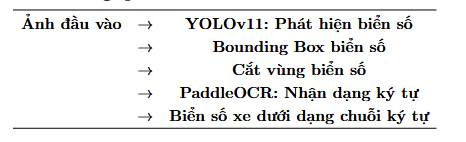 Ảnh đầu vào → YOLOv11: Phát hiện biển số
→ Bounding Box biển số
→ Cắt vùng biển số
→ PaddleOCR: Nhận dạng ký tự
→ Biển số xe dưới dạng chuỗi ký tự